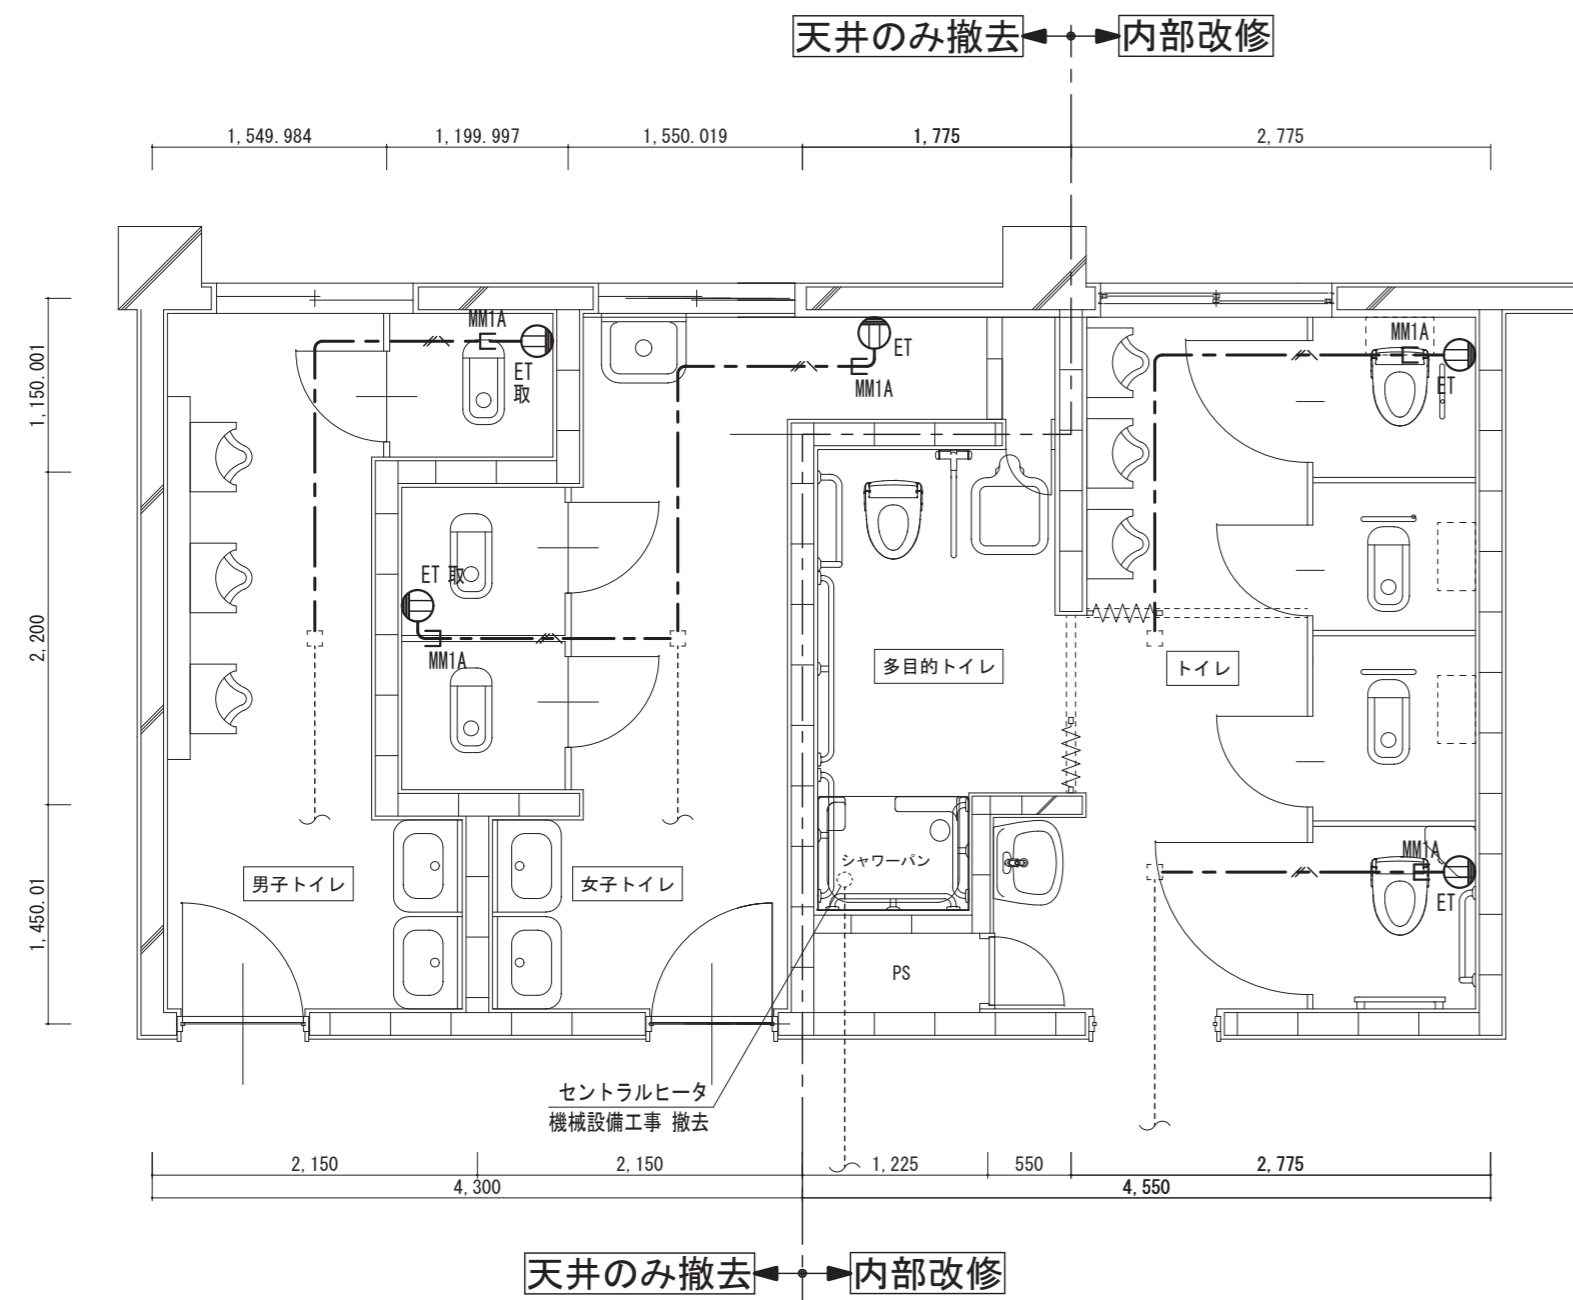 天井のみ撤去
内部改修
1,549.984
1,199.997
1,550.019
1,775
2,775
1,150.001
2,200
1,450.01
MM1A
ET
取
ET
MM1A
MM1A
ET
ET 取
MM1A
多目的トイレ
トイレ
男子トイレ
女子トイレ
シャワーパン
MM1A
ET
PS
セントラルヒータ
機械設備工事 撤去
2,150
2,150
1,225
550
2,775
4,300
4,550
天井のみ撤去
内部改修